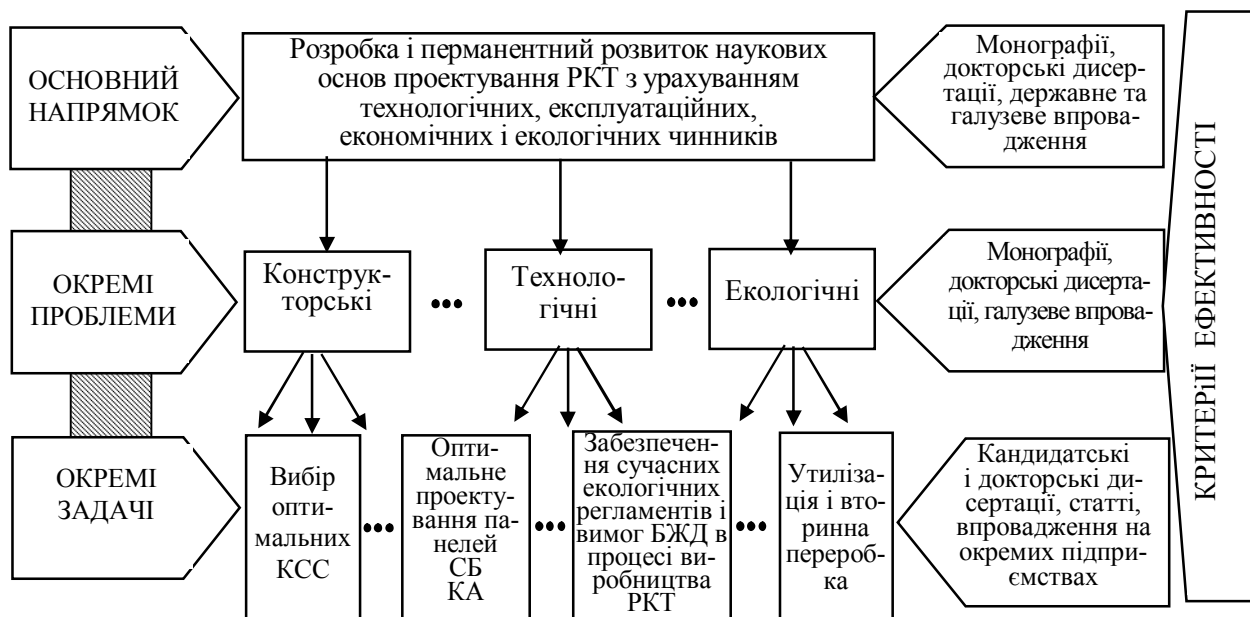 ОСНОВНИЙ
НАПРЯМОК
Розробка і перманентний розвиток наукових
основ проектування РКТ з урахуванням
технологічних, експлуатаційних,
економічних і екологічних чинників
Монографії,
докторські дисер-
тації, державне та
галузеве впрова-
дження
ОКРЕМІ
ПРОБЛЕМИ
Конструк-
торські
•••
Техноло-
гічні
•••
Екологічні
Монографії,
докторські дисерта-
ції, галузеве впрова-
дження
ОКРЕМІ
ЗАДАЧІ
Вибір
опти-
мальних
КСС
•••
Опти-
мальне
проекту-
вання па-
нелей
СБ
КА
•••
Забезпечен-
ня сучасних
екологічних
регламентів і
вимог БЖД в
процесі ви-
робництва
РКТ
•••
Утиліза-
ція і вто-
ринна
перероб-
ка
Кандидатські
і докторські ди-
сертації, статті,
впровадження на
окремих підпри-
ємствах
КРИТЕРіЇ ЕФЕКТИВНОСТІ